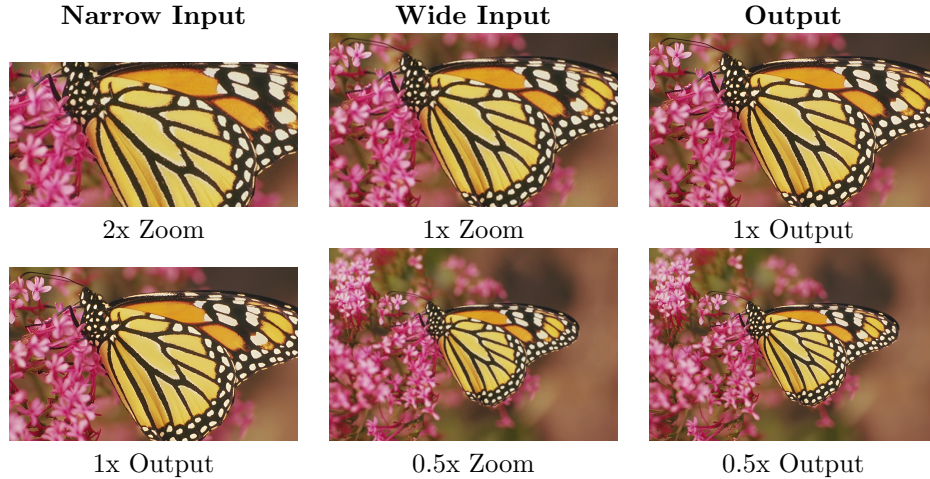 Narrow Input Wide Input Output
2x Zoom 1x Zoom 1x Output
1x Output 0.5x Zoom 0.5x Output